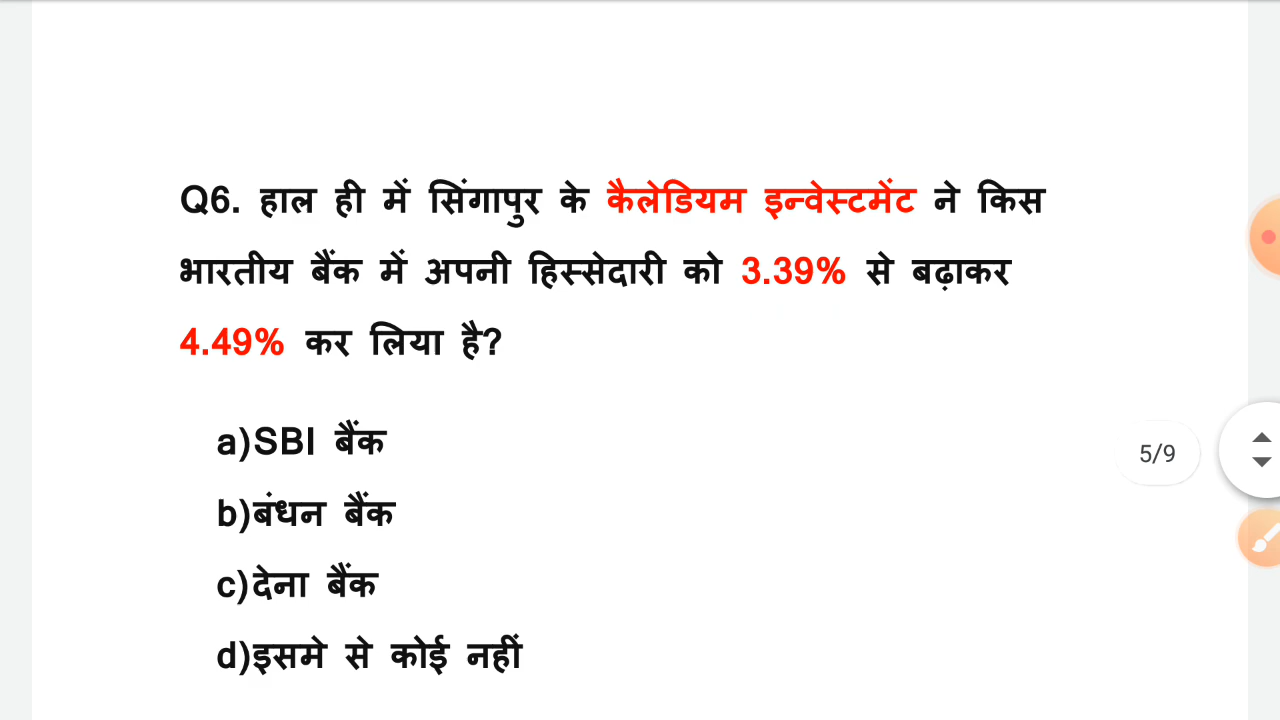 Q6. हाल ही में सिंगापुर के कैलेडियम इन्वेस्टमेंट ने किस
भारतीय बैंक में अपनी हिस्सेदारी को 3.39% से बढ़ाकर
4.49% कर लिया है?
a)SBI बैंक
5/9
b)बंधन बैंक
c)देना बैंक
d)इसमे से कोई नहीं